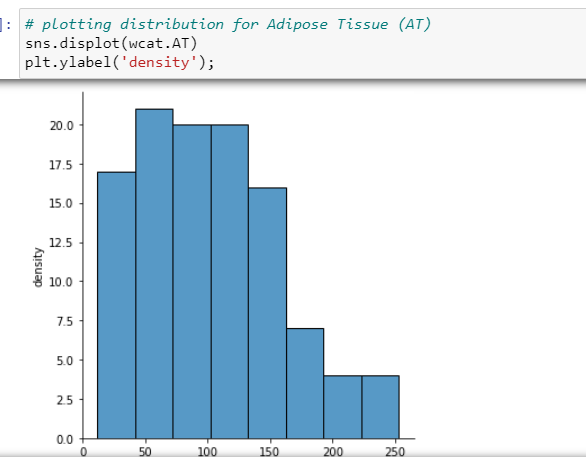 ]: # plotting distribution for Adipose Tissue (AT)
sns.displot(wcat.AT)
plt.ylabel('density');
20.0
17.5
15.0
12.5
10.0
7.5
5.0
2.5
0.0
density
0 50 100 150 200 250